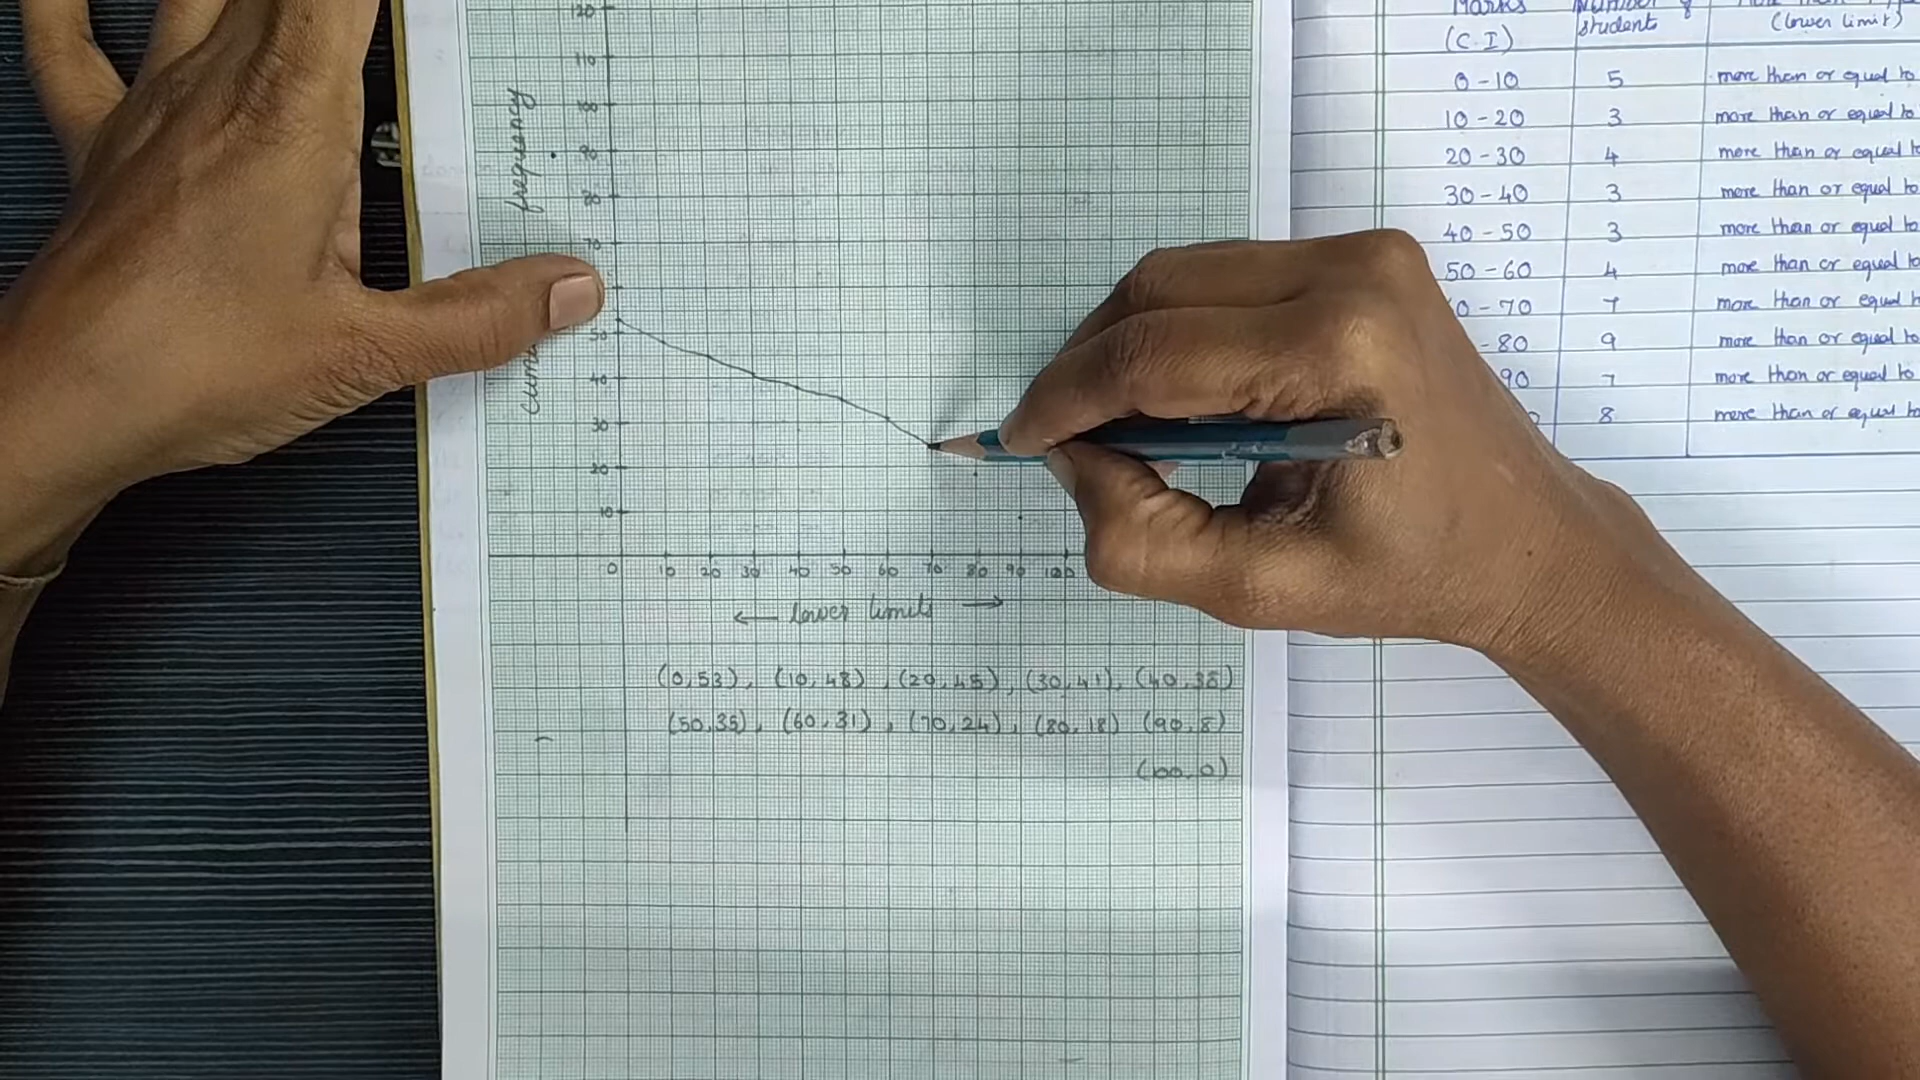 120
110
100
90
80
70
50
40
30
20
10
frequency
0 10 20 30 40 50 60 70 80 90 100
← lower limits →
(0,53), (10,48), (20,45), (30,41), (40,38)
(50,35), (60,31), (70,24), (80,18) (90,8)
(100,0)
Marks
(C.I)
students
(lower limit)
0-10 5 more than or equal to
10-20 3 more than or equal to
20-30 4 more than or equal to
30-40 3 more than or equal to
40-50 3 more than or equal to
50-60 4 more than or equal to
0-70 7 more than or equal to
-80 9 more than or equal to
90 7 more than or equal to
8 more than or equal to